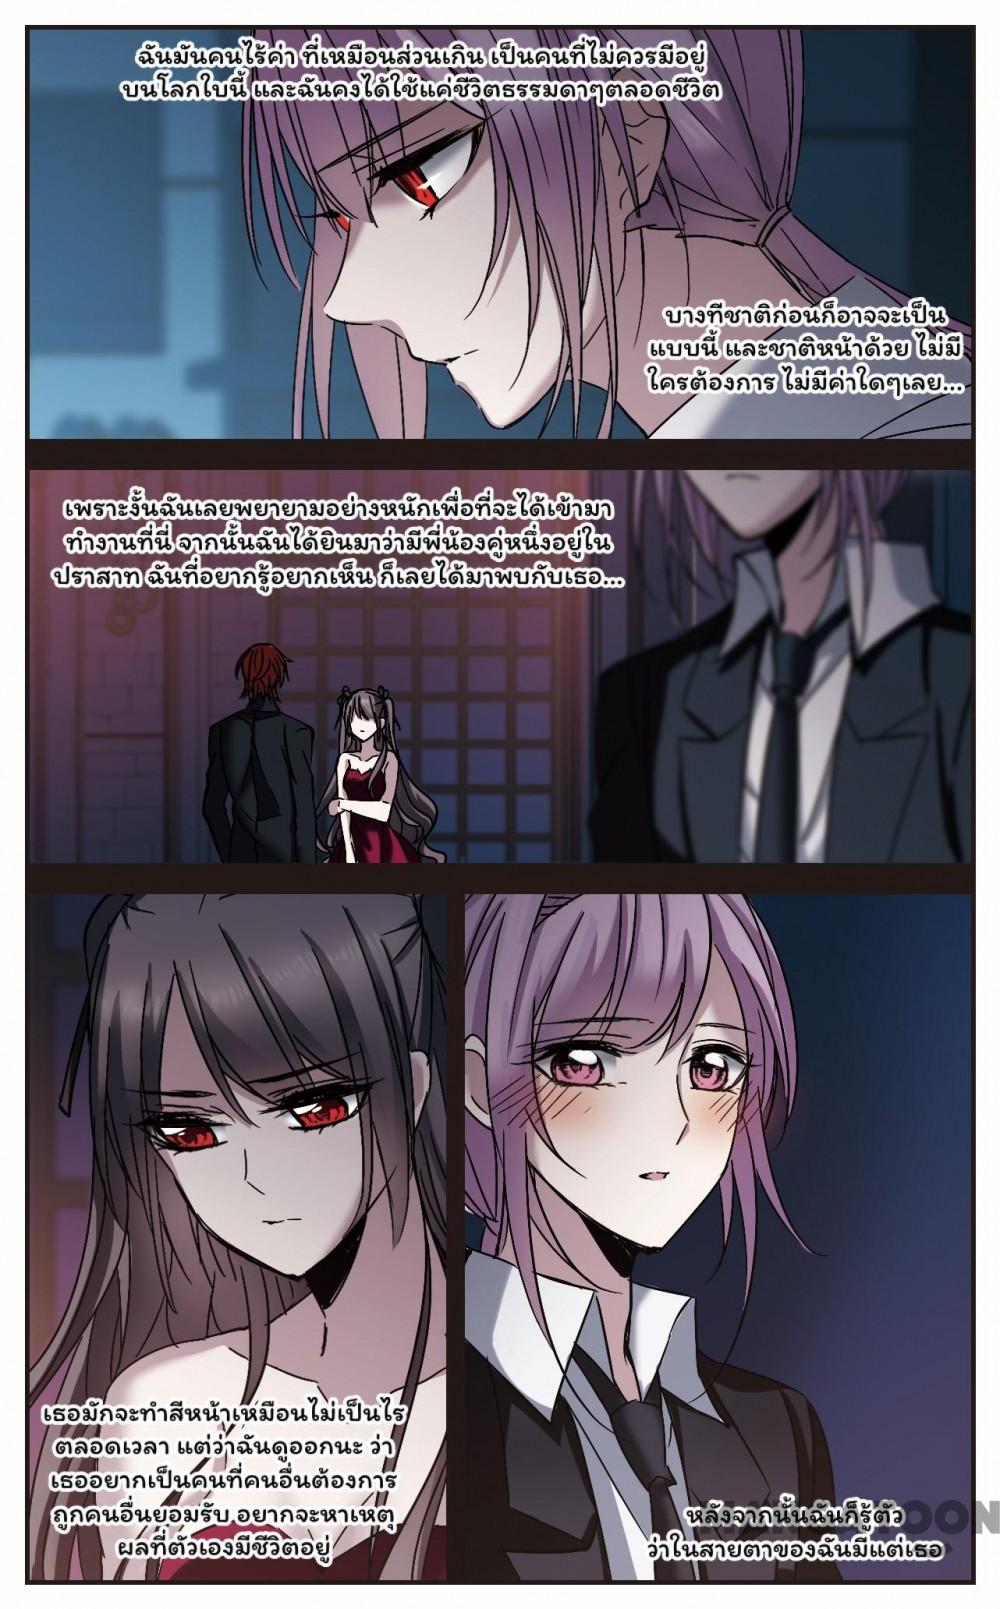 ฉันมันคนไร้ค่า ที่เหมือนส่วนเกิน เป็นคนที่ไม่ควรมีอยู่
บนโลกใบนี้ และฉันคงได้ใช้แค่ชีวิตธรรมดาๆตลอดชีวิต
บางทีชาติก่อนก็อาจจะเป็น
แบบนี้ และชาติหน้าด้วย ไม่มี
ใครต้องการ ไม่มีค่าใดๆเลย...
เพราะงั้นฉันเลยพยายามอย่างหนักเพื่อที่จะได้เข้ามา
ทำงานที่นี่ จากนั้นฉันได้ยินมาว่ามีพี่น้องคู่หนึ่งอยู่ใน
ปราสาท ฉันที่อยากรู้อยากเห็น ก็เลยได้มาพบกับเธอ...
เธอมักจะทำสีหน้าเหมือนไม่เป็นไร
ตลอดเวลา แต่ว่าฉันดูออกนะ ว่า
เธออยากเป็นคนที่คนอื่นต้องการ
ถูกคนอื่นยอมรับ อยากจะหาเหตุ
ผลที่ตัวเองมีชีวิตอยู่
หลังจากนั้นฉันก็รู้ตัว
ว่าในสายตาของฉันมีแต่เธอ